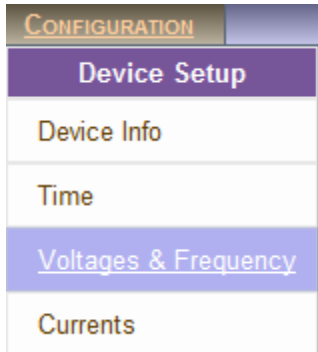 CONFIGURATION
Device Setup
Device Info
Time
Voltages & Frequency
Currents